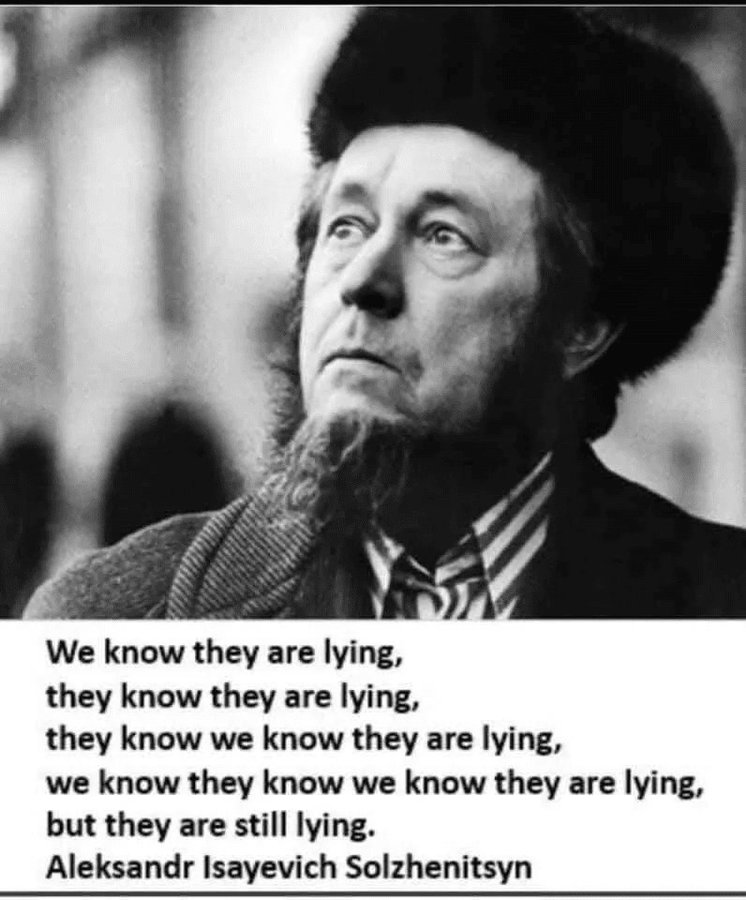 We know they are lying,
they know they are lying,
they know we know they are lying,
we know they know we know they are lying,
but they are still lying.
Aleksandr Isayevich Solzhenitsyn